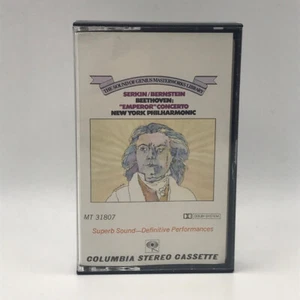 THE SOUND OF GENIUS MASTERWORKS LIBRARY
SERKIN/BERNSTEIN
BEETHOVEN:
"EMPEROR" CONCERTO
NEW YORK PHILHARMONIC
MT 31807
Superb Sound—Definitive Performances
COLUMBIA STEREO CASSETTE